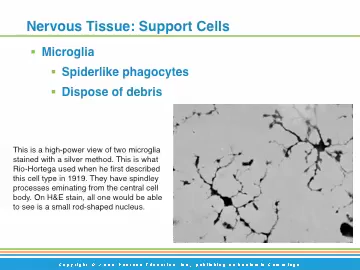 Nervous Tissue: Support Cells
Microglia
Spiderlike phagocytes
Dispose of debris
This is a high-power view of two microglia
stained with a silver method. This is what
Rio-Hortega used when he first described
this cell type in 1919. They have spindley
processes eminating from the central cell
body. On H&E stain, all one would be able
to see is a small rod-shaped nucleus.
Pearson Education, Inc., publishing as Benjamin Cummings